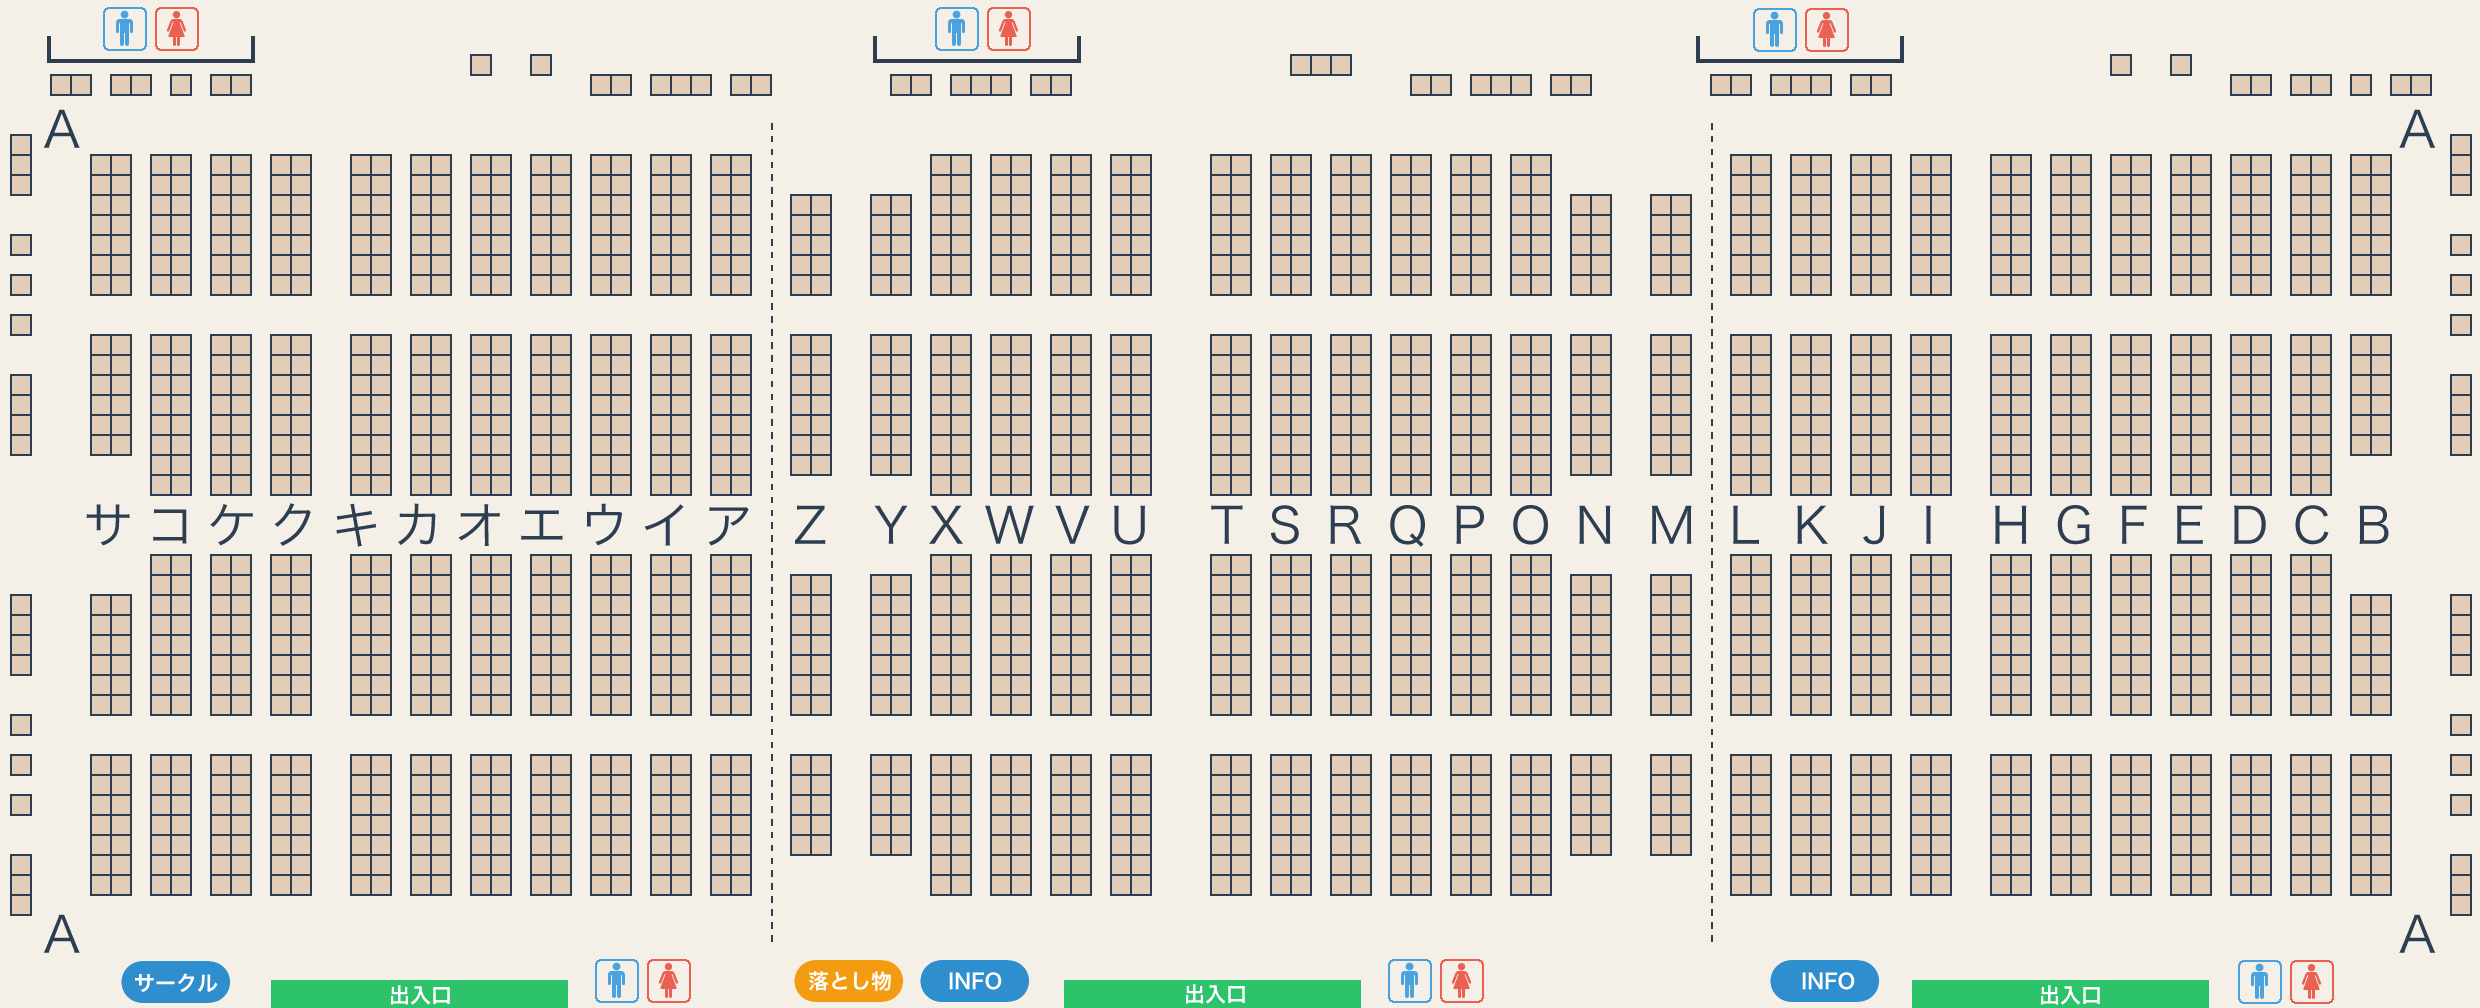 A A
サ コ ケ ク キ カ オ エ ウ イ ア Z Y X W V U T S R Q P O N M L K J I H G F E D C B
A A
サークル 出入口 落とし物 INFO 出入口 INFO 出入口